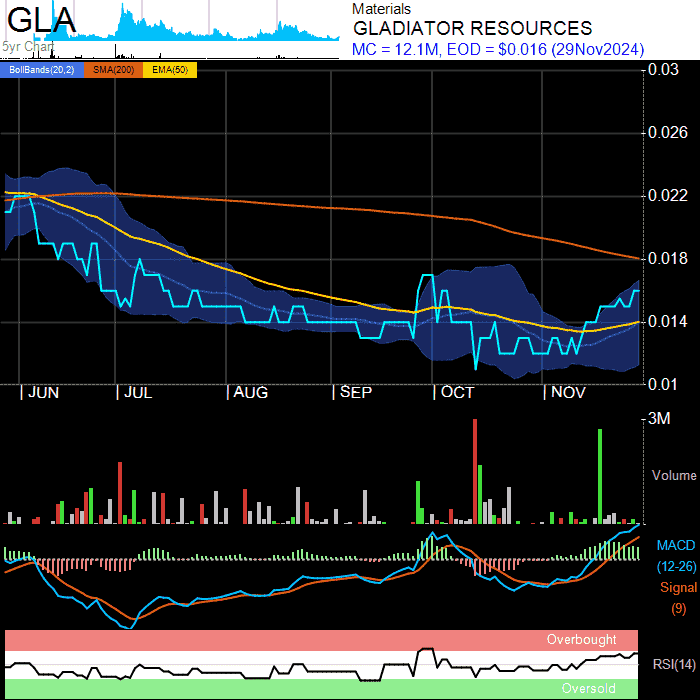 GLA
5yr Chart
Materials
GLADIATOR RESOURCES
MC = 12.1M, EOD = $0.016 (29Nov2024)
BollBands(20,2) SMA(200) EMA(50)
0.03
0.026
0.022
0.018
0.014
0.01
| JUN | JUL | AUG | SEP | OCT | NOV
3M
Volume
MACD
(12-26)
Signal
(9)
Overbought
RSI(14)
Oversold